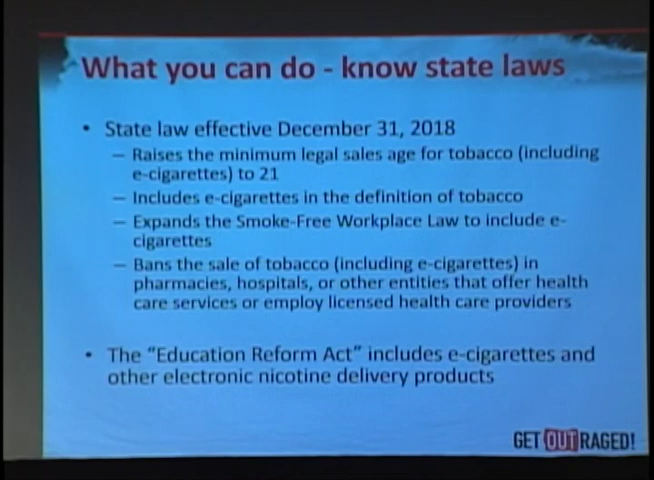 What you can do - know state laws
• State law effective December 31, 2018
– Raises the minimum legal sales age for tobacco (including
e-cigarettes) to 21
– Includes e-cigarettes in the definition of tobacco
– Expands the Smoke-Free Workplace Law to include e-
cigarettes
– Bans the sale of tobacco (including e-cigarettes) in
pharmacies, hospitals, or other entities that offer health
care services or employ licensed health care providers
• The “Education Reform Act” includes e-cigarettes and
other electronic nicotine delivery products
GET OUTRAGED!